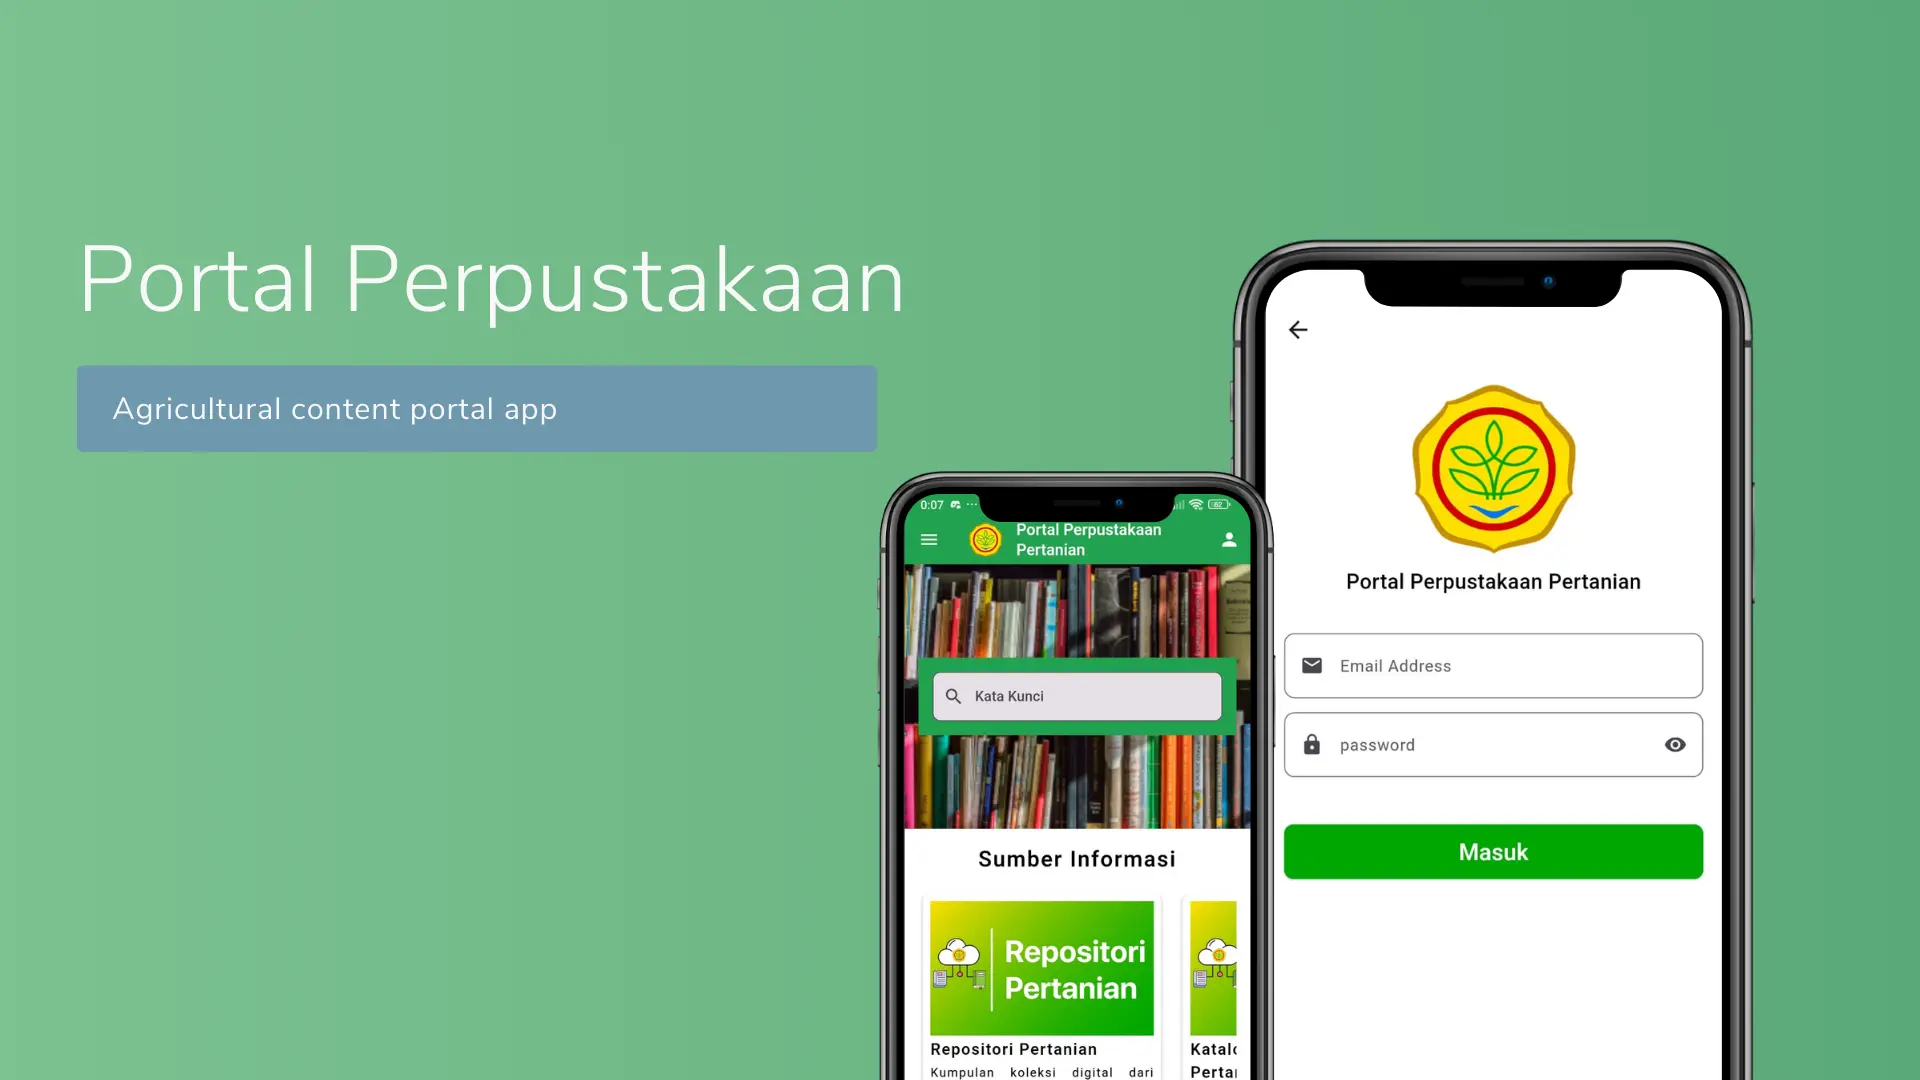 Portal Perpustakaan
Agricultural content portal app
0:07
62
Portal Perpustakaan
Pertanian
Kata Kunci
Sumber Informasi
Repositori
Pertanian
Repositori Pertanian
Kumpulan koleksi digital dari
Portal Perpustakaan Pertanian
Email Address
password
Masuk